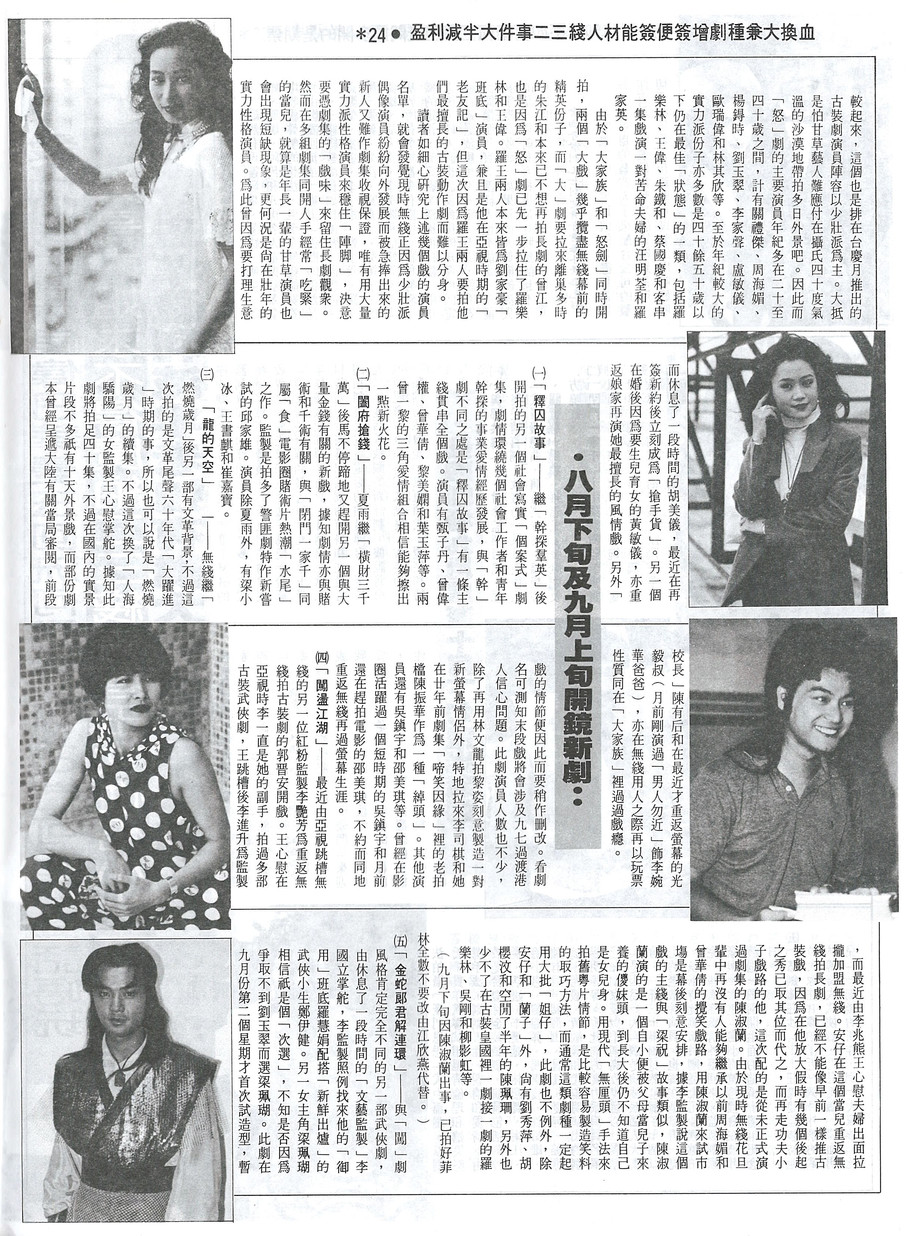 *24● 盈利減半大件事二三綫人材能簽便簽增劇種兼大換血
較起來，這個也是排在台慶月推出的
古裝劇演員陣容以少壯派爲主。大抵
是怕甘草藝人難應付在攝氏四十度氣
溫的沙漠地帶拍多日外景吧。因此而
「怒」劇的主要演員年紀多在二十至
四十歲之間，計有關禮傑、周海媚、
楊錚時、劉玉翠、李家聲、盧敏儀、
歐瑞偉和林其欣等。至於年紀較大的
實力派份子亦多數是四十餘五十歲以
下仍在最佳「狀態」的一類，包括羅
樂林、王偉、朱鐵和、蔡國慶和客串
一集戲演一對苦命夫婦的汪明荃和羅
家英。
由於「大家族」和「怒劍」同時開
拍，兩個「大」戲幾乎攬盡無綫幕前的
精英份子，而「大」劇要拉來離巢多時
的朱江和本來已不想再拍長劇的曾江，
也是因爲「怒」劇已先一步拉住了羅樂
林和王偉。羅王兩人本來皆爲劉家豪「
班底」演員，兼且是他在亞視時期的「
老友記」，但這次因爲羅王兩人要拍他
們最擅長的古裝動作劇而難以分身。
讀者如細心研究上述幾個戲的演員
名單，就會發覺現時無綫正因爲少壯派
偶像演員紛紛向外發展而被急捧出來的
新人又難作劇集收視保證，唯有用大量
實力派性格演員來穩住「陣脚」，決意
要憑劇集的「戲味」來留住長劇觀衆。
然而在多組劇集同開人手經常「吃緊」
的當兒，就算是年長一輩的甘草演員也
會出現短缺現象，更何況是尙在壯年的
實力性格演員。爲此曾因爲要打理生意
而休息了一段時間的胡美儀，最近在再
簽新約後立刻成爲「搶手貨」。另一個
在婚後因爲要生兒育女的黃敏儀，亦重
返娘家再演她最擅長的風情戲。另外「
校長」陳有后和在最近才重返螢幕的光
毅叔（月前剛演過「男人勿近」飾李婉
華爸爸），亦在無綫用人之際再以玩票
性質同在「大家族」裡過過戲癮。
●八月下旬及九月上旬開鏡新劇：
㈠「釋囚故事」——繼「幹探羣英」後
開拍的另一個社會寫實「個案式」劇
集，劇情環繞幾個社會工作者和靑年
幹探的事業愛情經歷發展，與「幹」
劇不同之處是「釋囚故事」有一條主
綫貫串全個戲。演員有甄子丹、曾偉
權、曾華倩、黎美嫻和葉玉萍等。兩
曾一黎的三角愛情組合相信能夠擦出
一點新火花。
㈡「闔府搶錢」——夏雨繼「橫財三千
萬」後馬不停蹄地又趕開另一個與大
量金錢有關的新戲，據知劇情亦與賭
術和千術有關，與「閉門一家千」同
屬「食」電影圈賭術片熱潮「水尾」
之作。監製是拍多了警匪劇特作新嘗
試的邱家雄。演員除夏雨外，有梁小
冰、王書麒和崔嘉寶。
㈢「龍的天空」——無綫繼「
燃燒歲月」後另一部有文革背景，不過這
次拍的是文革尾聲六十年代「大躍進
」時期的事，所以也可以說是「燃燒
歲月」的續集。不過這次換了「人海
驕陽」的女監製王心慰掌舵。據知此
劇將拍足四十集，不過在國內的實景
片段不多祇有十天外景戲，而部份劇
本曾經呈遞大陸有關當局審閱，前段
戲的情節便因此而要稍作刪改。看劇
名可測知末段戲將會涉及九七過渡港
人信心問題。此劇演員人數也不少，
除了再用林文龍拍黎姿刻意製造一對
新螢幕情侶外，特地拉來李司棋和她
在廿年前劇集「啼笑因緣」裡的老拍
檔陳振華作爲一種「綽頭」。其他演
員還有吳鎮宇和邵美琪等。曾經在影
圈活躍過一個短時期的吳鎮宇和月前
還在趕拍電影的邵美琪，不約而同地
重返無綫再過螢幕生涯。
㈣「闖盪江湖」——最近由亞視跳槽無
綫的另一位紅粉監製李艷芳爲重返無
綫拍古裝劇的郭晋安開戲。王心慰在
亞視時李一直是她的副手，拍過多部
古裝武俠劇，王跳槽後李進升爲監製
，而最近由李兆熊王心慰夫婦出面拉
攏加盟無綫。安仔在這個當兒重返無
綫拍長劇，已經不能像早前一樣推古
裝戲，因爲在他放大假時有幾個後起
之秀已取其位而代之，而再走功夫小
子戲路的他，這次配的是從未正式演
過劇集的陳淑蘭。由於現時無綫花旦
輩中再沒有人能夠繼承以前周海媚和
曾華倩的攪笑戲路，用陳淑蘭來試市
塲是幕後刻意安排，據李監製說這個
戲的主綫與「梁祝」故事類似，陳淑
蘭演的是一個自小便被父母當兒子來
養的儍妹頭，到長大後仍不知道自己
是女兒身。用現代「無厘頭」手法來
拍舊粵片情節，是比較容易製造笑料
的取巧方法，而通常這類劇種一定起
用大批「姐仔」，此劇也不例外，除
安仔和「蘭子」外，尙有劉秀萍、胡
櫻汶和空閒了半年的陳珮珊，另外也
少不了在古裝皇國裡一劇接一劇的羅
樂林、吳剛和柳影虹等。
（九月下旬因陳淑蘭出事，已拍好菲
林全數不要改由江欣燕代替。）
㈤「金蛇郞君解連環」——與「闖」劇
風格肯定完全不同的另一部武俠劇，
由休息了一段時間的「文藝監製」李
國立掌舵，李監製照例找來他的「御
用」班底羅慧娟配搭「新鮮出爐」的
武俠小生鄭伊健。另一女主角梁珮瑚
相信祇是個「次選」，不知是否因爲
爭取不到劉玉翠而選梁珮瑚。此劇在
九月份第二個星期才首次試造型，暫